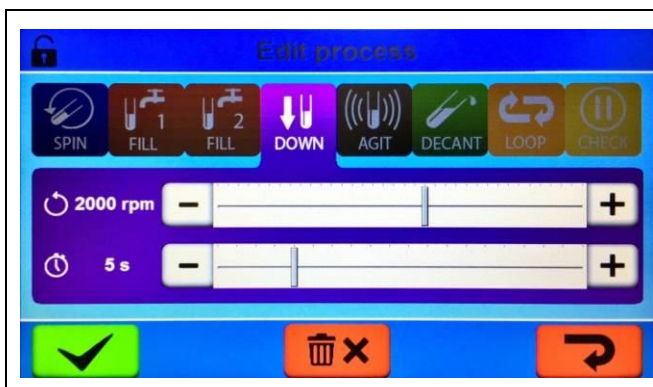 Edit process
SPIN
1
FILL
2
FILL
DOWN
AGIT
DECANT
LOOP
CHECK
2000 rpm
5 s